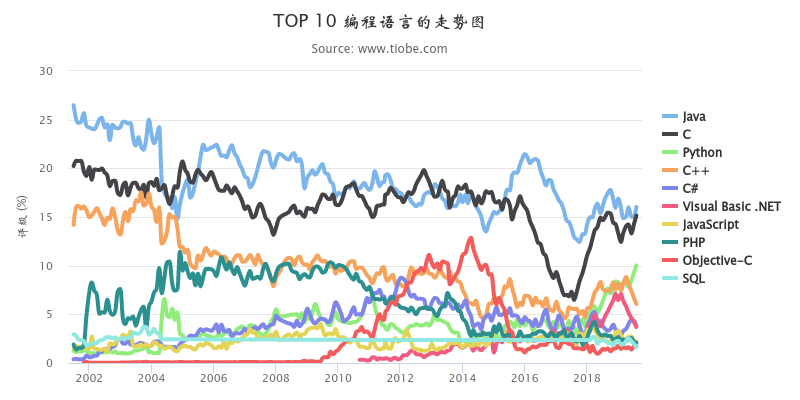 TOP 10 编程语言的走势图
Source: www.tiobe.com
30
25
20
15
10
5
0
评级 (%)
2002
2004
2006
2008
2010
2012
2014
2016
2018
Java
C
Python
C++
C#
Visual Basic .NET
JavaScript
PHP
Objective-C
SQL